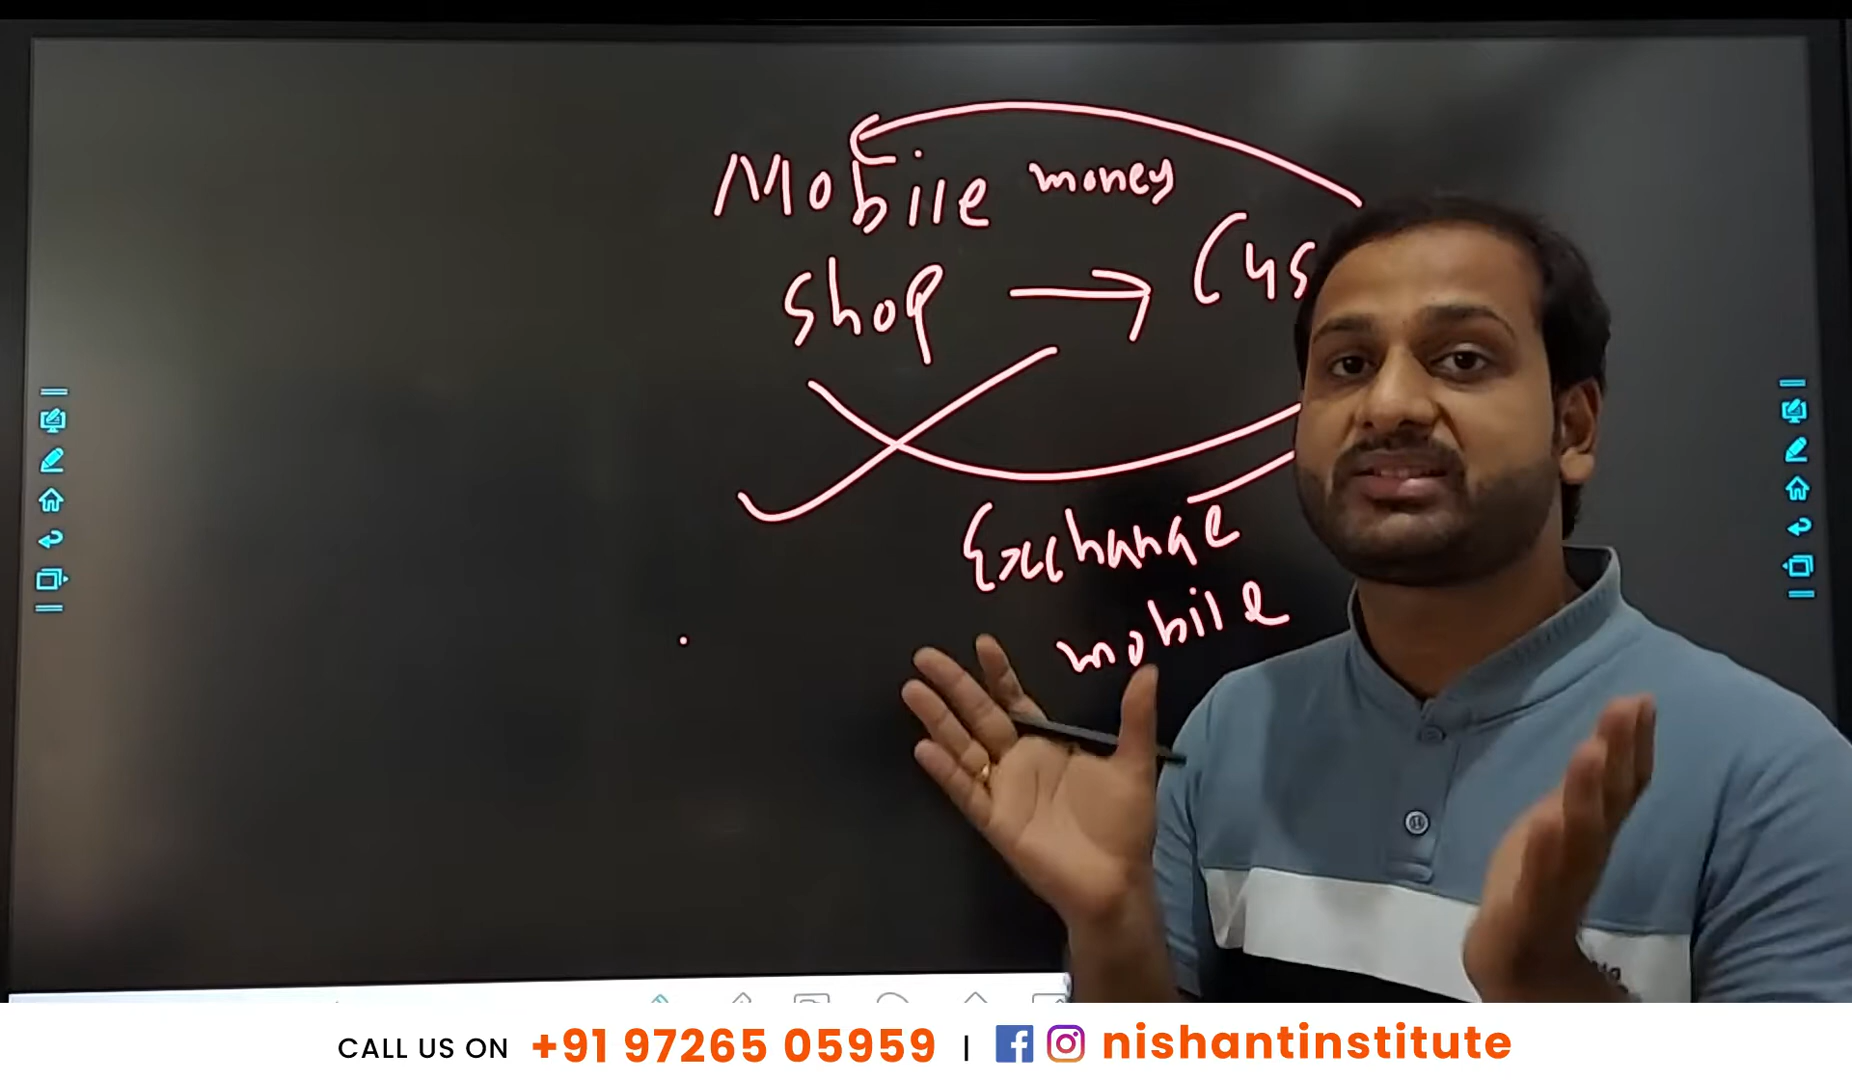 Mobile money
Shop → Cus
Exchange
mobile
CALL US ON +91 97265 05959 | nishantinstitute